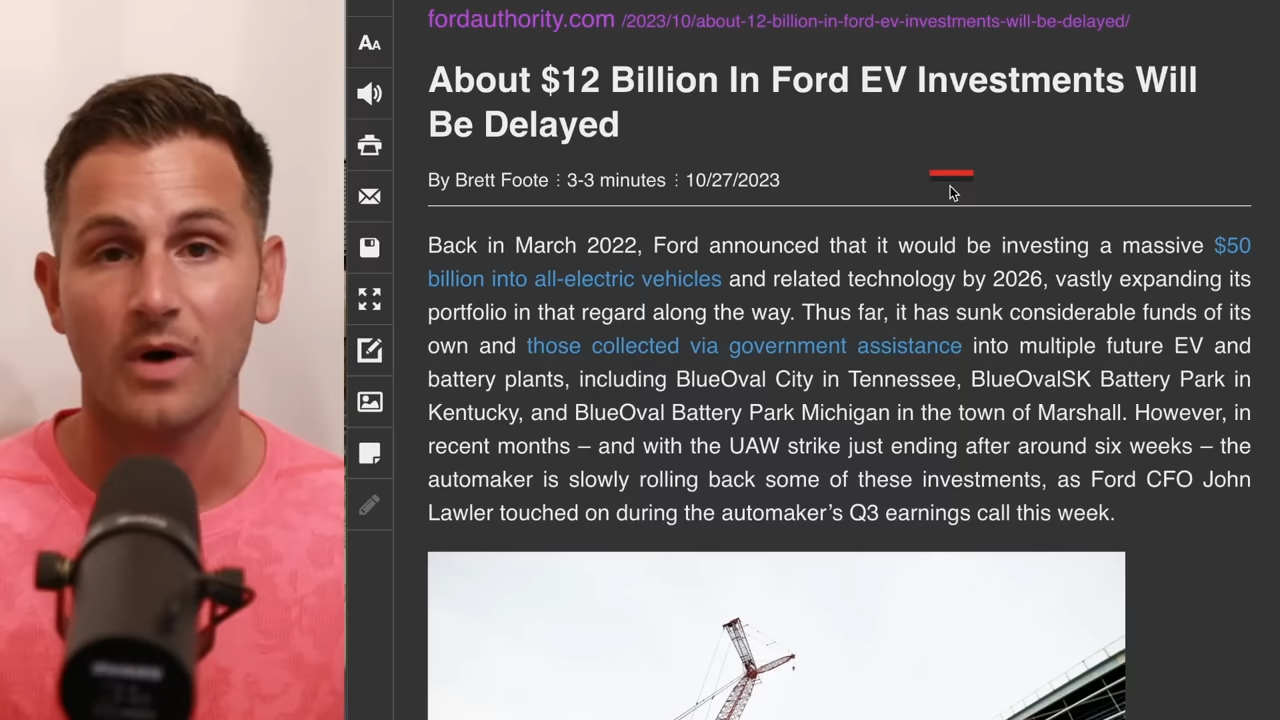 fordauthority.com /2023/10/about-12-billion-in-ford-ev-investments-will-be-delayed/
AA
About $12 Billion In Ford EV Investments Will
Be Delayed
By Brett Foote ⋮ 3-3 minutes ⋮ 10/27/2023
Back in March 2022, Ford announced that it would be investing a massive $50
billion into all-electric vehicles and related technology by 2026, vastly expanding its
portfolio in that regard along the way. Thus far, it has sunk considerable funds of its
own and those collected via government assistance into multiple future EV and
battery plants, including BlueOval City in Tennessee, BlueOvalSK Battery Park in
Kentucky, and BlueOval Battery Park Michigan in the town of Marshall. However, in
recent months – and with the UAW strike just ending after around six weeks – the
automaker is slowly rolling back some of these investments, as Ford CFO John
Lawler touched on during the automaker’s Q3 earnings call this week.